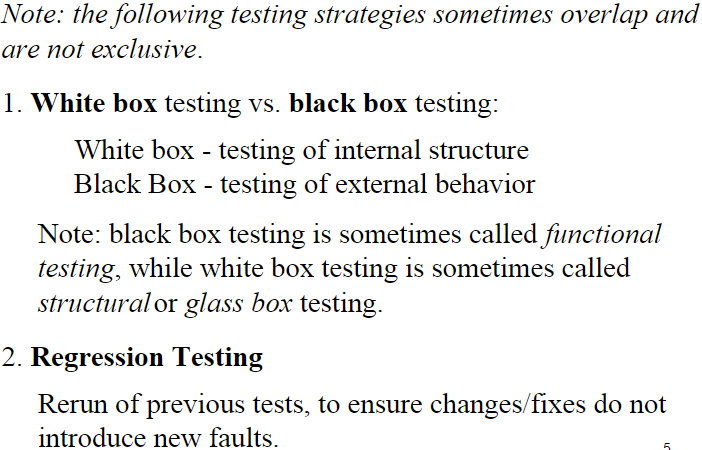 Note: the following testing strategies sometimes overlap and
are not exclusive.
1. White box testing vs. black box testing:
White box - testing of internal structure
Black Box - testing of external behavior
Note: black box testing is sometimes called functional
testing, while white box testing is sometimes called
structural or glass box testing.
2. Regression Testing
Rerun of previous tests, to ensure changes/fixes do not
introduce new faults.
5